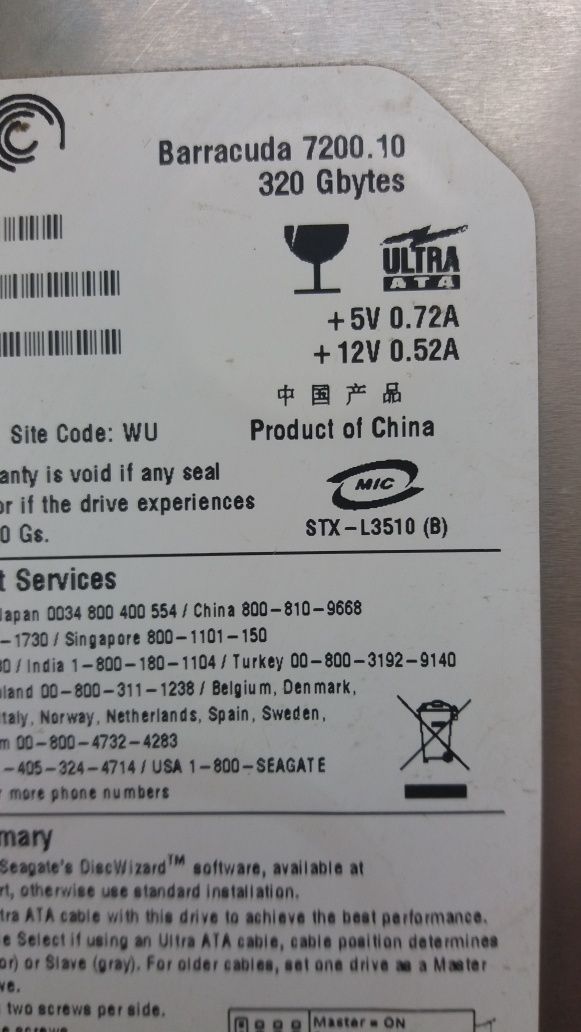 Barracuda 7200.10
320 Gbytes
ULTRA
ATA
+5V 0.72A
+12V 0.52A
中国产品
Site Code: WU
Product of China
anty is void if any seal
or if the drive experiences
0 Gs.
MIC
STX-L3510 (B)
t Services
Japan 0034 800 400 554 / China 800-810-9668
-1730 / Singapore 800-1101-150
30 / India 1-800-180-1104 / Turkey 00-800-3192-9140
land 00-800-311-1238 / Belgium, Denmark,
Italy, Norway, Netherlands, Spain, Sweden,
m 00-800-4732-4283
-405-324-4714 / USA 1-800-SEAGATE
more phone numbers
mary
Seagate's DiscWizard™ software, available at
rt, otherwise use standard installation.
tra ATA cable with this drive to achieve the best performance.
e Select if using an Ultra ATA cable, cable position determines
or) or Slave (gray). For older cables, set one drive as a Master
ve.
two screws per side.
Master = ON